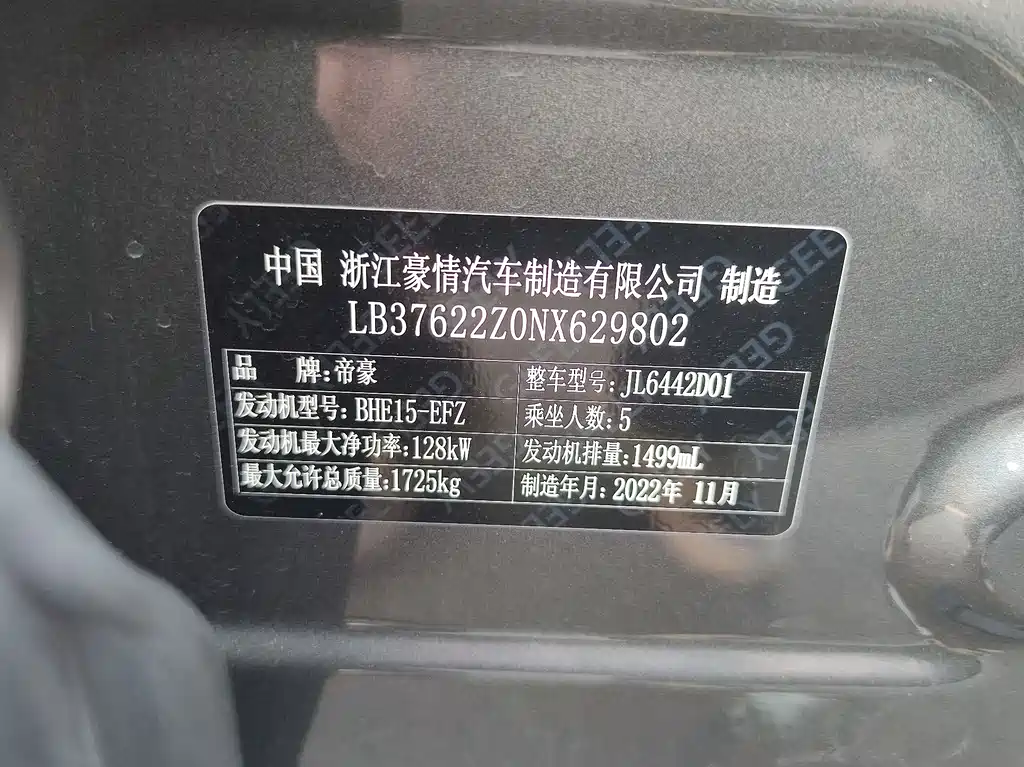 中国 浙江豪情汽车制造有限公司 制造
LB37622Z0NX629802
品 牌:帝豪 整车型号:JL6442D01
发动机型号:BHE15-EFZ 乘坐人数:5
发动机最大净功率:128kW 发动机排量:1499mL
最大允许总质量:1725kg 制造年月:2022年 11月